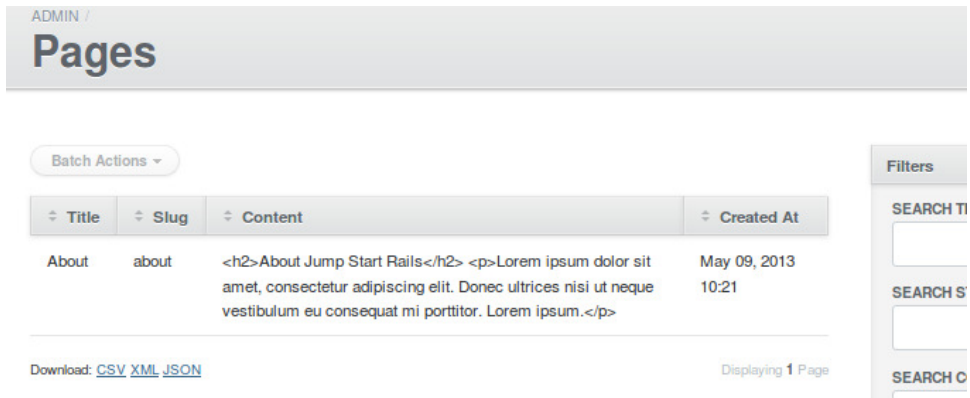 ADMIN /
Pages
Batch Actions
Filters
Title Slug Content Created At
About about <h2>About Jump Start Rails</h2> <p>Lorem ipsum dolor sit May 09, 2013
amet, consectetur adipiscing elit. Donec ultrices nisi ut neque 10:21
vestibulum eu consequat mi porttitor. Lorem ipsum.</p>
Download: CSV XML JSON
Displaying 1 Page
SEARCH
SEARCH
SEARCH